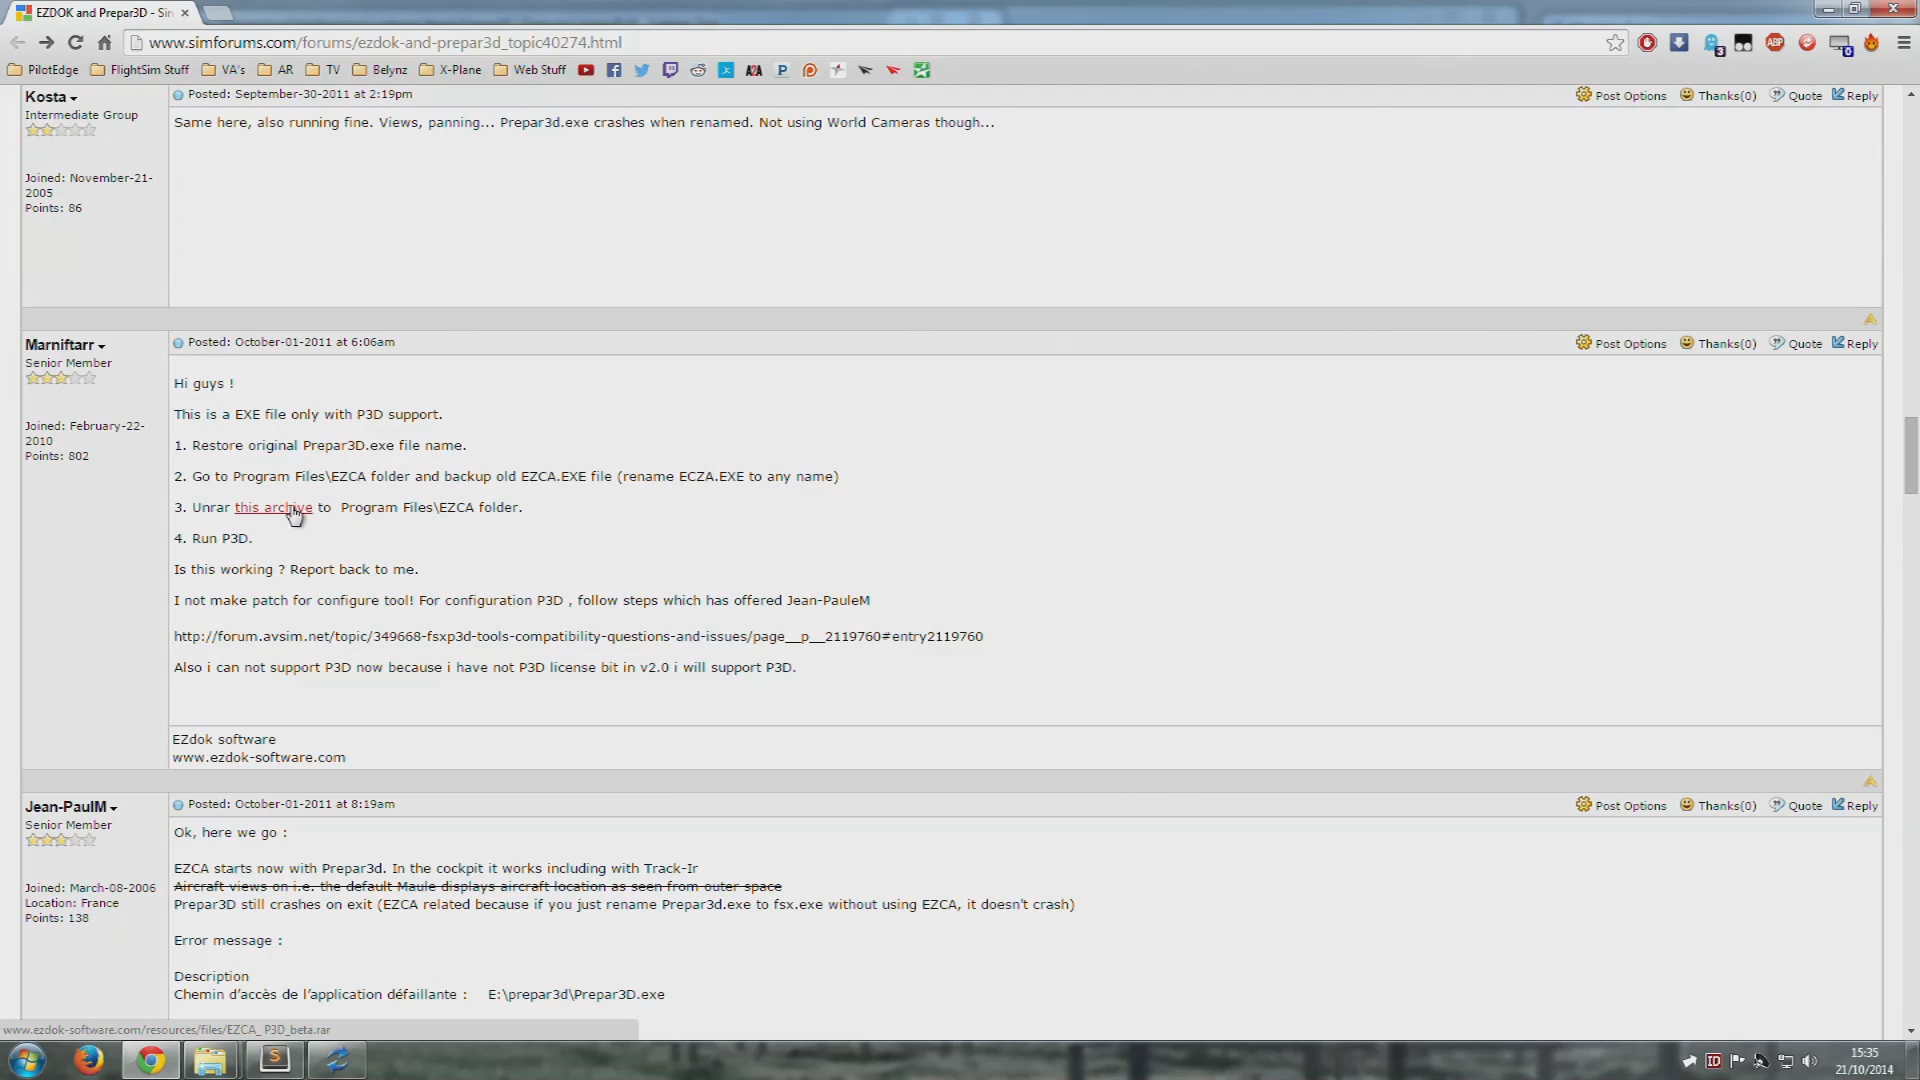 EZDOK and Prepar3D - Sim
www.simforums.com/forums/ezdok-and-prepar3d_topic40274.html
3
ABP
0
PilotEdge
FlightSim Stuff
VA's
AR
TV
Belynz
X-Plane
Web Stuff
A2A
P
Kosta
Posted: September-30-2011 at 2:19pm
Post Options
Thanks(0)
Quote
Reply
Intermediate Group
Joined: November-21-
2005
Points: 86
Same here, also running fine. Views, panning... Prepar3d.exe crashes when renamed. Not using World Cameras though...
Marniftarr
Posted: October-01-2011 at 6:06am
Post Options
Thanks(0)
Quote
Reply
Senior Member
Joined: February-22-
2010
Points: 802
Hi guys !
This is a EXE file only with P3D support.
1. Restore original Prepar3D.exe file name.
2. Go to Program Files\EZCA folder and backup old EZCA.EXE file (rename ECZA.EXE to any name)
3. Unrar this archive to  Program Files\EZCA folder.
4. Run P3D.
Is this working ? Report back to me.
I not make patch for configure tool! For configuration P3D , follow steps which has offered Jean-PauleM
http://forum.avsim.net/topic/349668-fsxp3d-tools-compatibility-questions-and-issues/page__p__2119760#entry2119760
Also i can not support P3D now because i have not P3D license bit in v2.0 i will support P3D.
EZdok software
www.ezdok-software.com
Jean-PaulM
Posted: October-01-2011 at 8:19am
Post Options
Thanks(0)
Quote
Reply
Senior Member
Joined: March-08-2006
Location: France
Points: 138
Ok, here we go :
EZCA starts now with Prepar3d. In the cockpit it works including with Track-Ir
Aircraft views on i.e. the default Maule displays aircraft location as seen from outer space
Prepar3D still crashes on exit (EZCA related because if you just rename Prepar3d.exe to fsx.exe without using EZCA, it doesn't crash)
Error message :
Description
Chemin d'accès de l'application défaillante :    E:\prepar3d\Prepar3D.exe
www.ezdok-software.com/resources/files/EZCA_ P3D_beta.rar
S
ID
15:35
21/10/2014